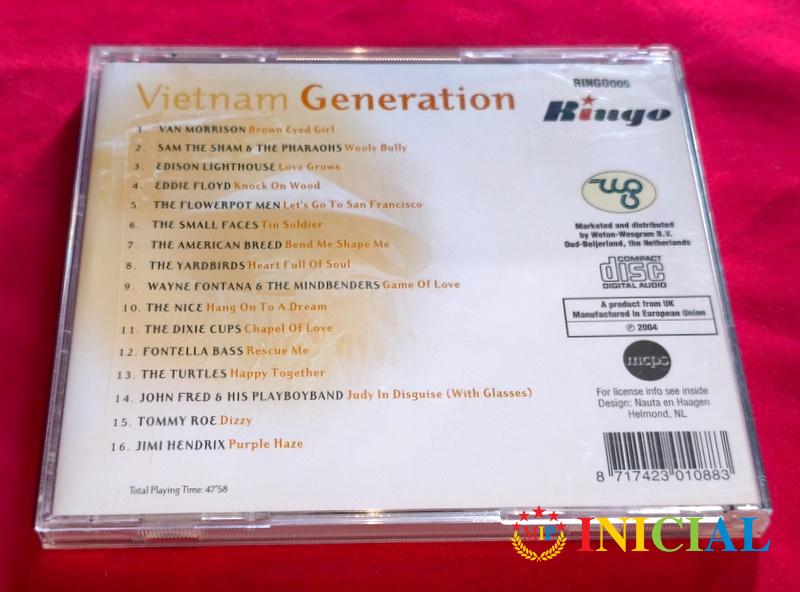 Vietnam Generation
1. VAN MORRISON Brown Eyed Girl
2. SAM THE SHAM & THE PHARAOHS Wooly Bully
3. EDISON LIGHTHOUSE Love Grows
4. EDDIE FLOYD Knock On Wood
5. THE FLOWERPOT MEN Let's Go To San Francisco
6. THE SMALL FACES Tin Soldier
7. THE AMERICAN BREED Bend Me Shape Me
8. THE YARDBIRDS Heart Full Of Soul
9. WAYNE FONTANA & THE MINDBENDERS Game Of Love
10. THE NICE Hang On To A Dream
11. THE DIXIE CUPS Chapel Of Love
12. FONTELLA BASS Rescue Me
13. THE TURTLES Happy Together
14. JOHN FRED & HIS PLAYBOYBAND Judy In Disguise (With Glasses)
15. TOMMY ROE Dizzy
16. JIMI HENDRIX Purple Haze
Total Playing Time: 47'58
RINGO005
Ringo
wg
Marketed and distributed
by Weton-Wesgram B.V.
Oud-Beijerland, the Netherlands
COMPACT
disc
DIGITAL AUDIO
A product from UK
Manufactured in European Union
℗ 2004
mcps
For license info see inside
Design: Nauta en Haagen
Helmond, NL
8 717423 010883
VIP INICIAL